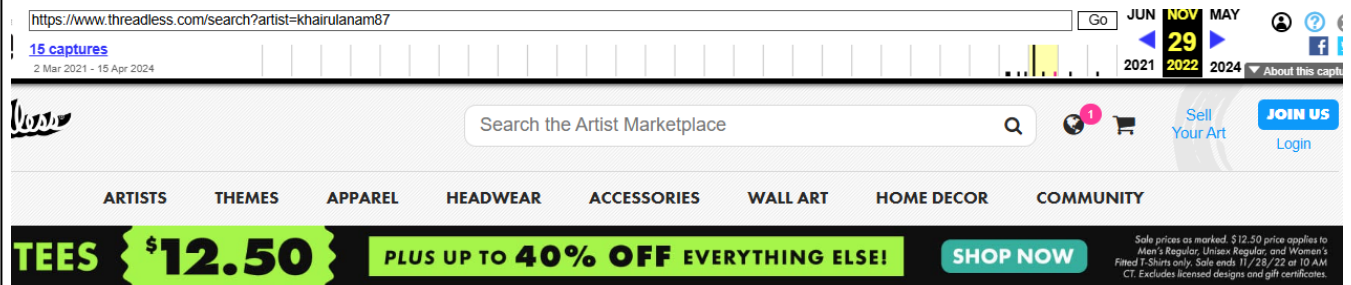 https://www.threadless.com/search?artist=khairulanam87 Go JUN NOV MAY
15 captures 29
2 Mar 2021 - 15 Apr 2024 2021 2022 2024 About this captu
less Search the Artist Marketplace 1 Sell Your Art JOIN US
Login
ARTISTS THEMES APPAREL HEADWEAR ACCESSORIES WALL ART HOME DECOR COMMUNITY
TEES $12.50 PLUS UP TO 40% OFF EVERYTHING ELSE! SHOP NOW
Sale prices as marked. $12.50 price applies to
Men's Regular, Unisex Regular, and Women's
Fitted T-Shirts only. Sale ends 11/28/22 at 10 AM
CT. Excludes licensed designs and gift certificates.